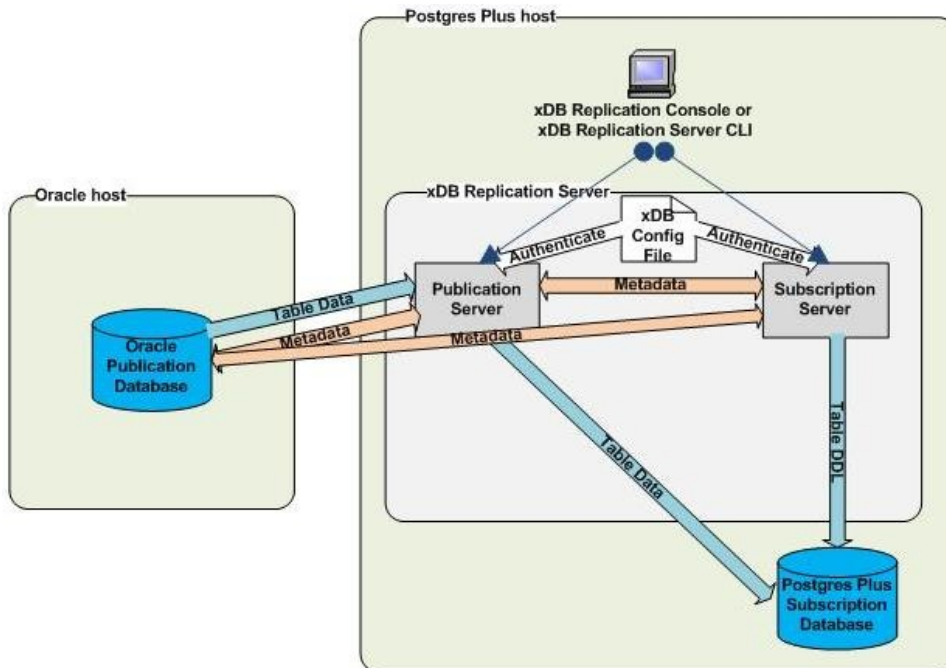 Postgres Plus host
xDB Replication Console or
xDB Replication Server CLI
Oracle host
xDB Replication Server
xDB
Config
File
Authenticate
Authenticate
Publication
Server
Metadata
Subscription
Server
Table Data
Metadata
Metadata
Oracle
Publication
Database
Table Data
Table DDL
Postgres Plus
Subscription
Database